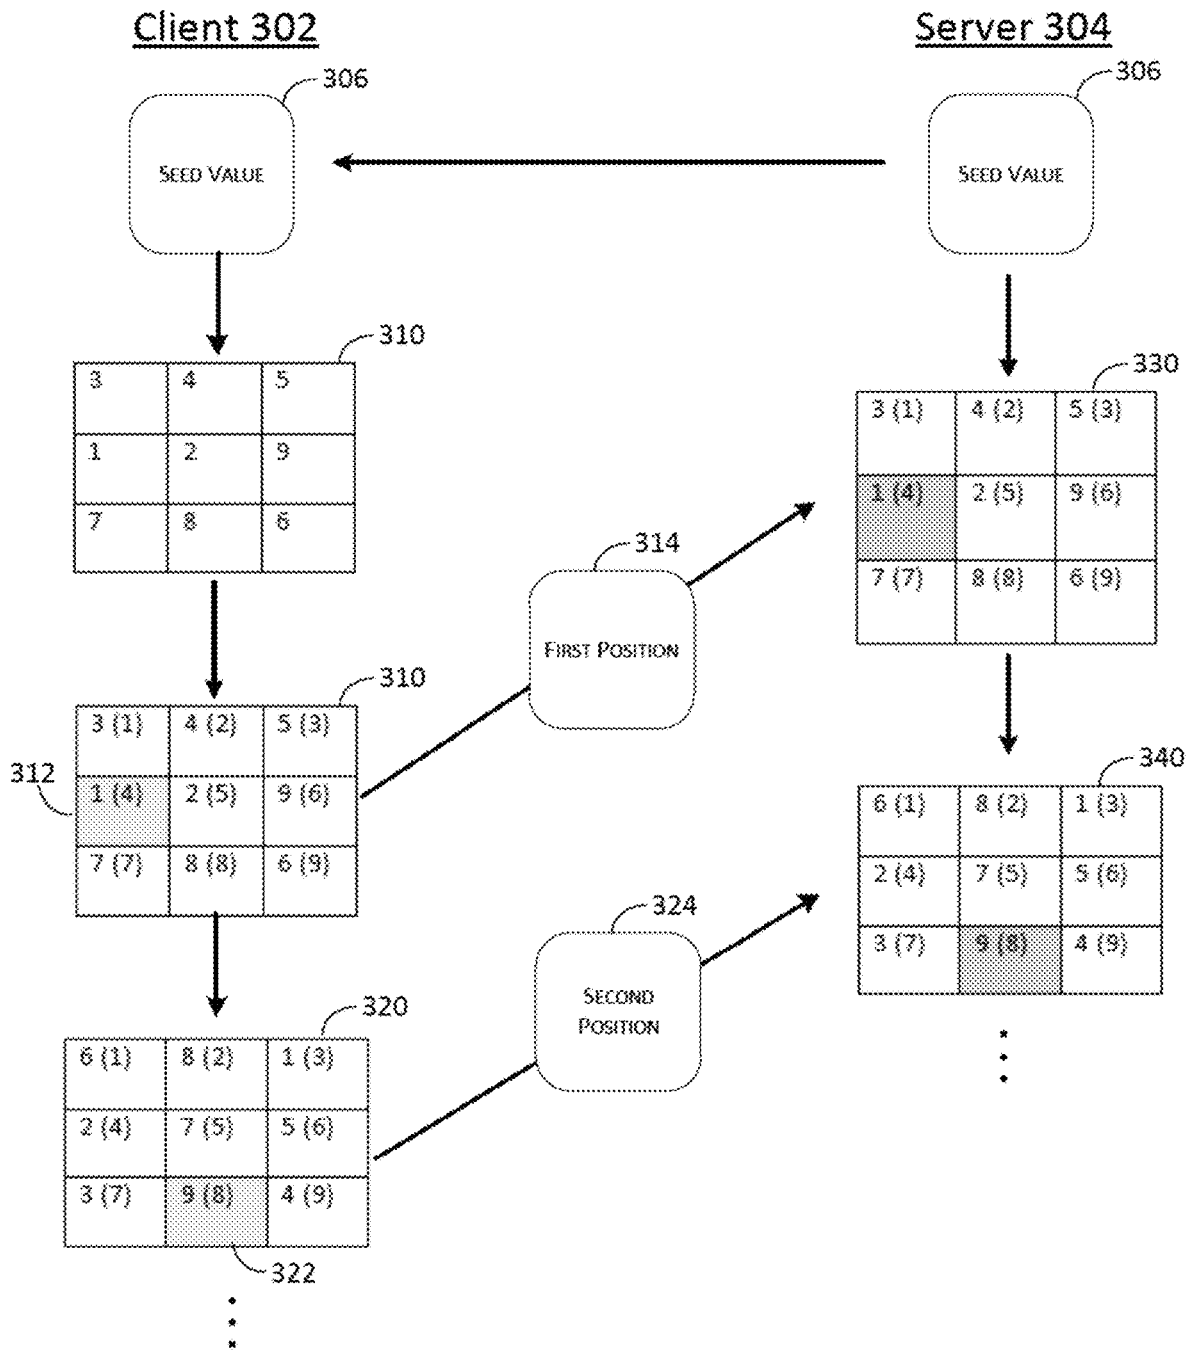 Client 302
Server 304
306
306
SEED VALUE
SEED VALUE
310
3 4 5
1 2 9
7 8 6
330
3 (1) 4 (2) 5 (3)
1 (4) 2 (5) 9 (6)
7 (7) 8 (8) 6 (9)
314
FIRST POSITION
310
3 (1) 4 (2) 5 (3)
312
1 (4) 2 (5) 9 (6)
7 (7) 8 (8) 6 (9)
340
6 (1) 8 (2) 1 (3)
2 (4) 7 (5) 5 (6)
3 (7) 9 (8) 4 (9)
324
SECOND
POSITION
320
6 (1) 8 (2) 1 (3)
2 (4) 7 (5) 5 (6)
3 (7) 9 (8) 4 (9)
322